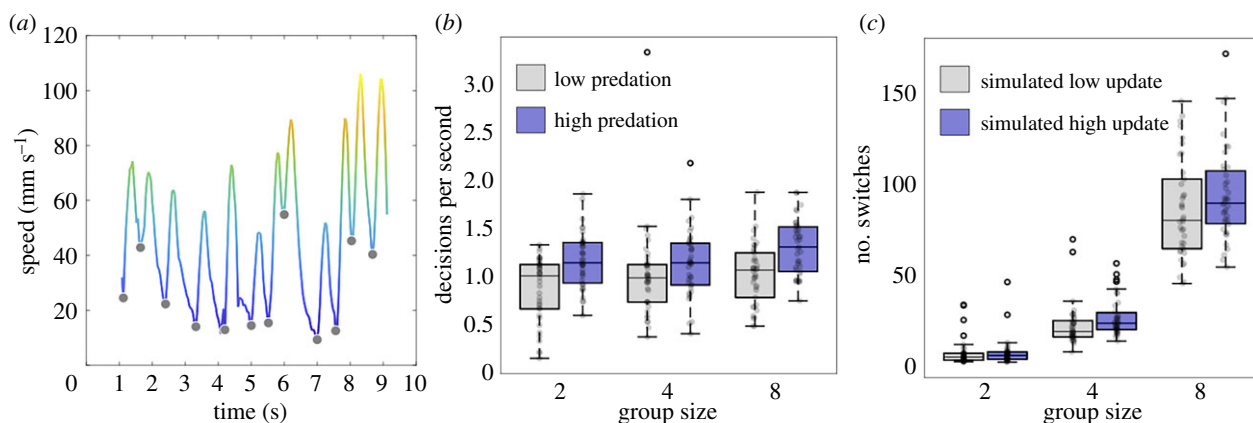 (a)
120
100
80
60
40
20
0
speed (mm s⁻¹)
1 2 3 4 5 6 7 8 9 10
time (s)
(b)
3.0
2.5
2.0
1.5
1.0
0.5
0
decisions per second
low predation
high predation
2 4 8
group size
(c)
150
100
50
0
no. switches
simulated low update
simulated high update
2 4 8
group size